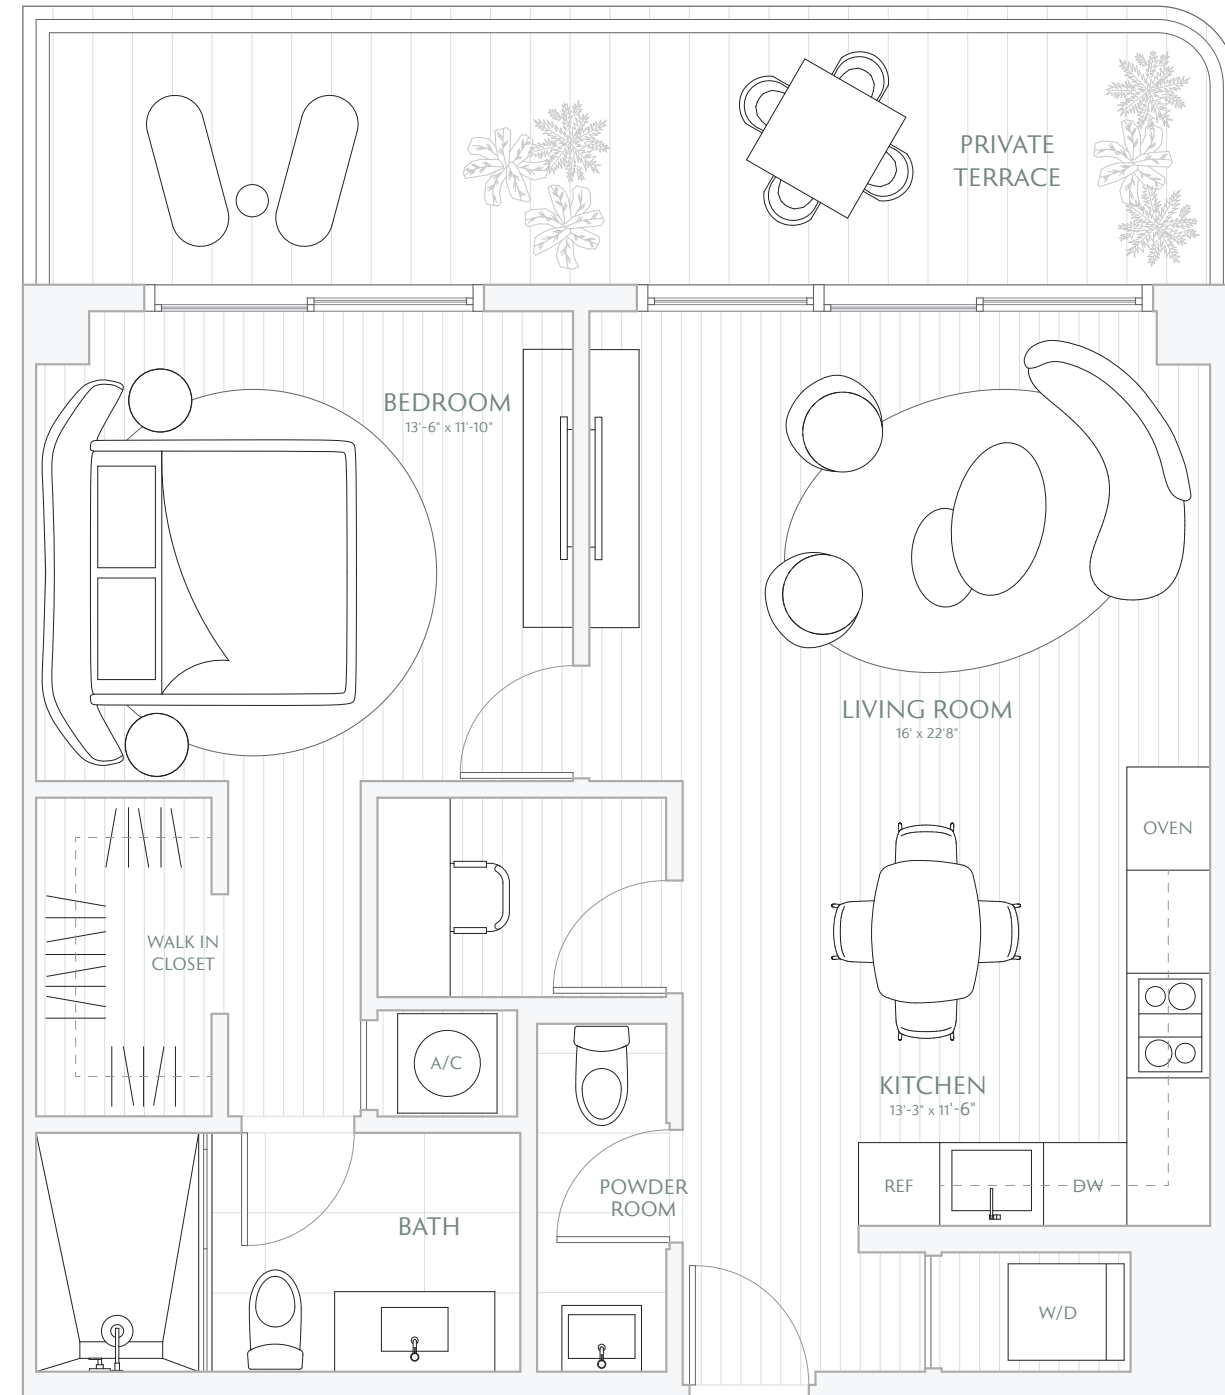 PRIVATE
TERRACE
BEDROOM
13'-6" x 11'-10"
LIVING ROOM
16' x 22'8"
OVEN
WALK IN
CLOSET
A/C
KITCHEN
13'-3" x 11'-6"
POWDER
ROOM
REF
DW
BATH
W/D